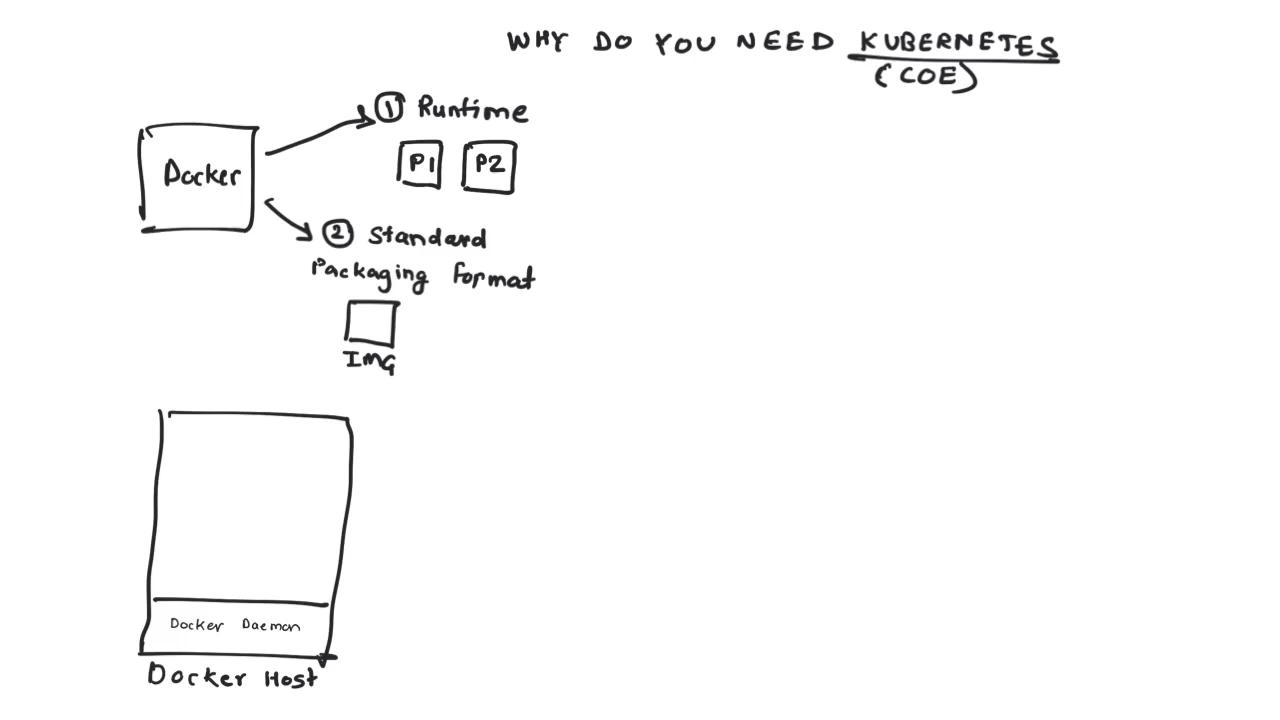 WHY DO YOU NEED KUBERNETES
(COE)
Docker
1 Runtime
P1 P2
2 Standard
Packaging format
IMG
Docker Daemon
Docker Host